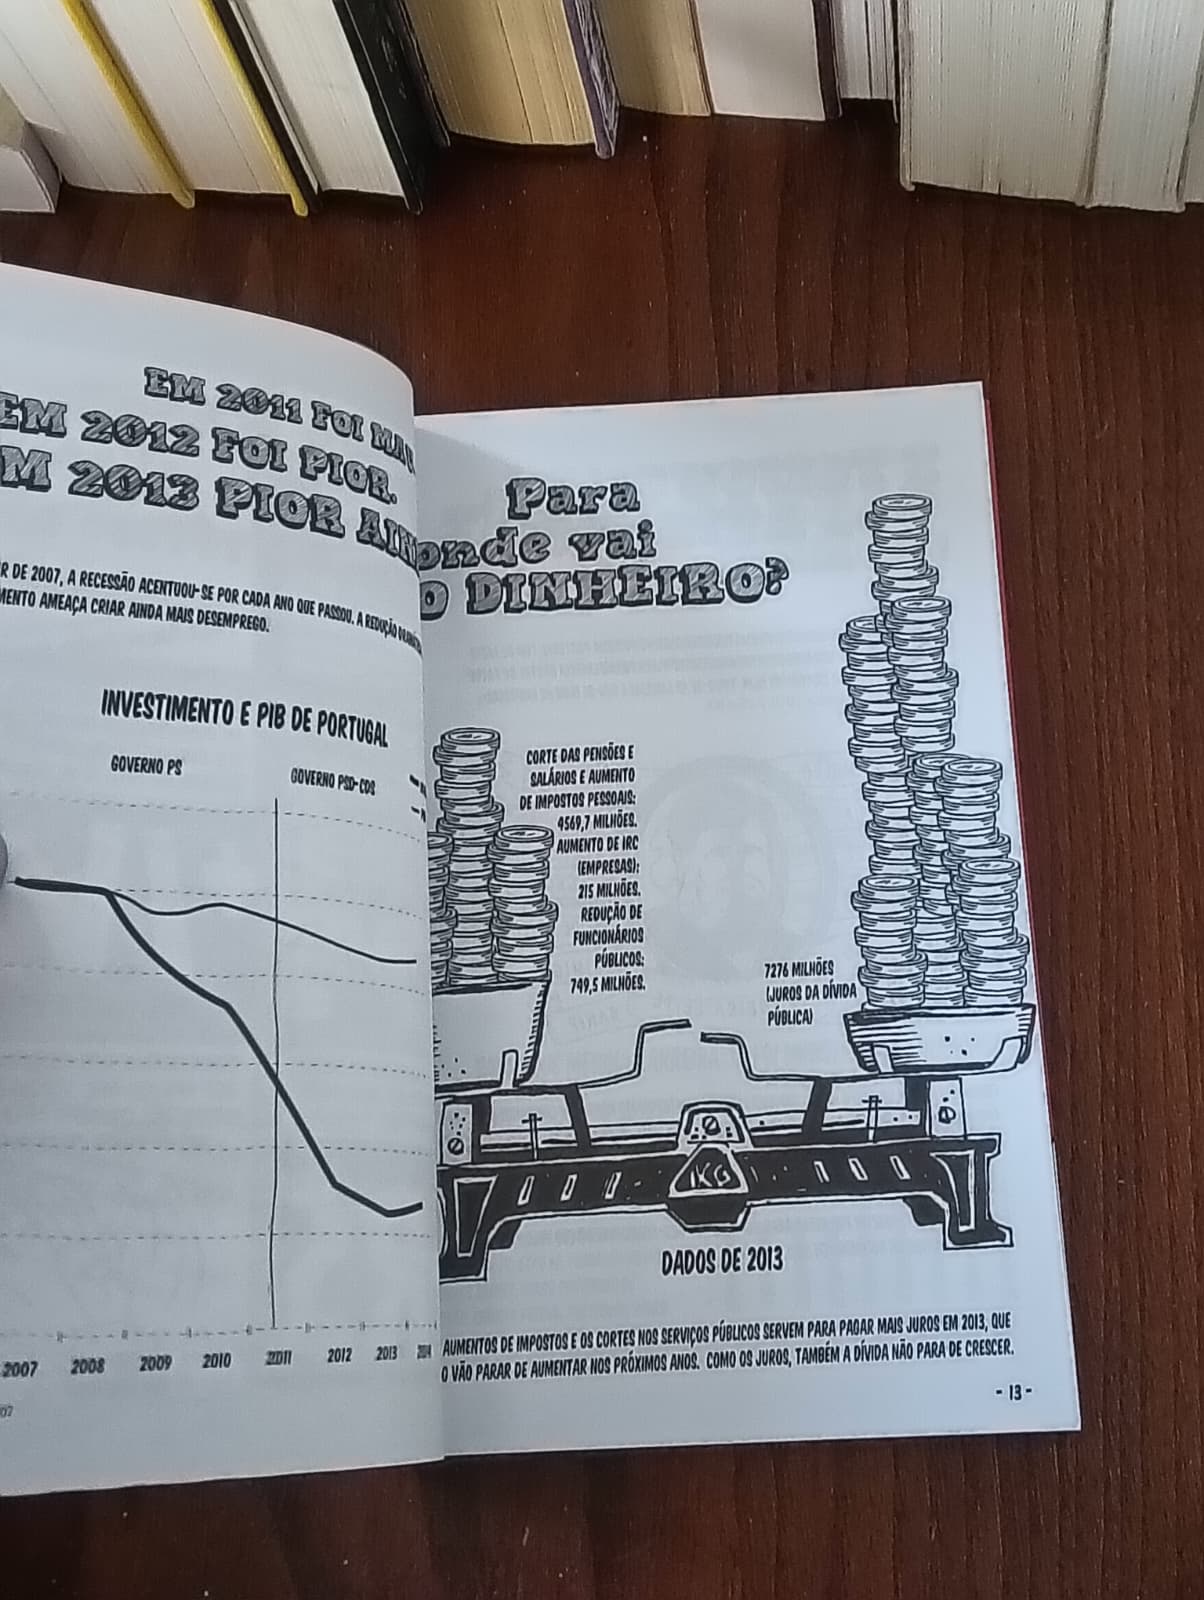 EM 2011 FOI
EM 2012 FOI PIOR.
M 2013 PIOR
R DE 2007, A RECESSÃO ACENTUOU-SE POR CADA ANO QUE PASSOU. A REDUÇÃO
MENTO AMEAÇA CRIAR AINDA MAIS DESEMPREGO.
INVESTIMENTO E PIB DE PORTUGAL
GOVERNO PS
GOVERNO PSD-CDS
2007 2008 2009 2010 2011 2012 2013 2014
Para
onde vai
O DINHEIRO?
CORTE DAS PENSÕES E
SALÁRIOS E AUMENTO
DE IMPOSTOS PESSOAIS:
4569,7 MILHÕES.
AUMENTO DE IRC
(EMPRESAS):
215 MILHÕES.
REDUÇÃO DE
FUNCIONÁRIOS
PÚBLICOS:
749,5 MILHÕES.
7276 MILHÕES
(JUROS DA DÍVIDA
PÚBLICA)
1KG
DADOS DE 2013
AUMENTOS DE IMPOSTOS E OS CORTES NOS SERVIÇOS PÚBLICOS SERVEM PARA PAGAR MAIS JUROS EM 2013, QUE
O VÃO PARAR DE AUMENTAR NOS PRÓXIMOS ANOS. COMO OS JUROS, TAMBÉM A DÍVIDA NÃO PARA DE CRESCER.
- 13 -